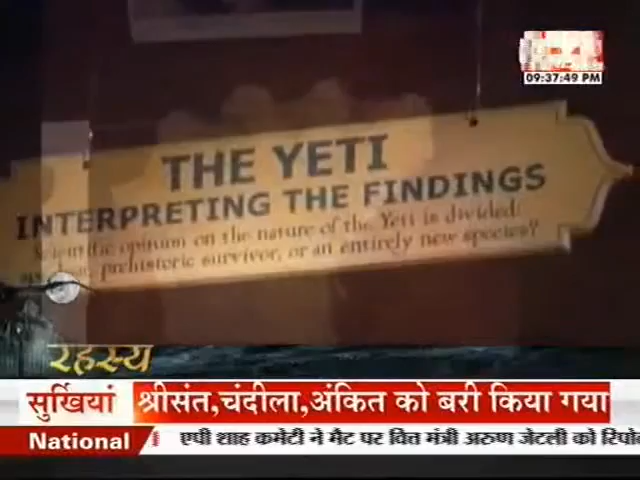 09:37:49 PM
THE YETI
INTERPRETING THE FINDINGS
Scientific opinion on the nature of the Yeti is divided:
prehistoric survivor, or an entirely new species?
रहस्य
सुर्खियां श्रीसंत,चंदीला,अंकित को बरी किया गया
National एपी शाह कमेटी ने मैट पर वित्त मंत्री अरुण जेटली को रिपो